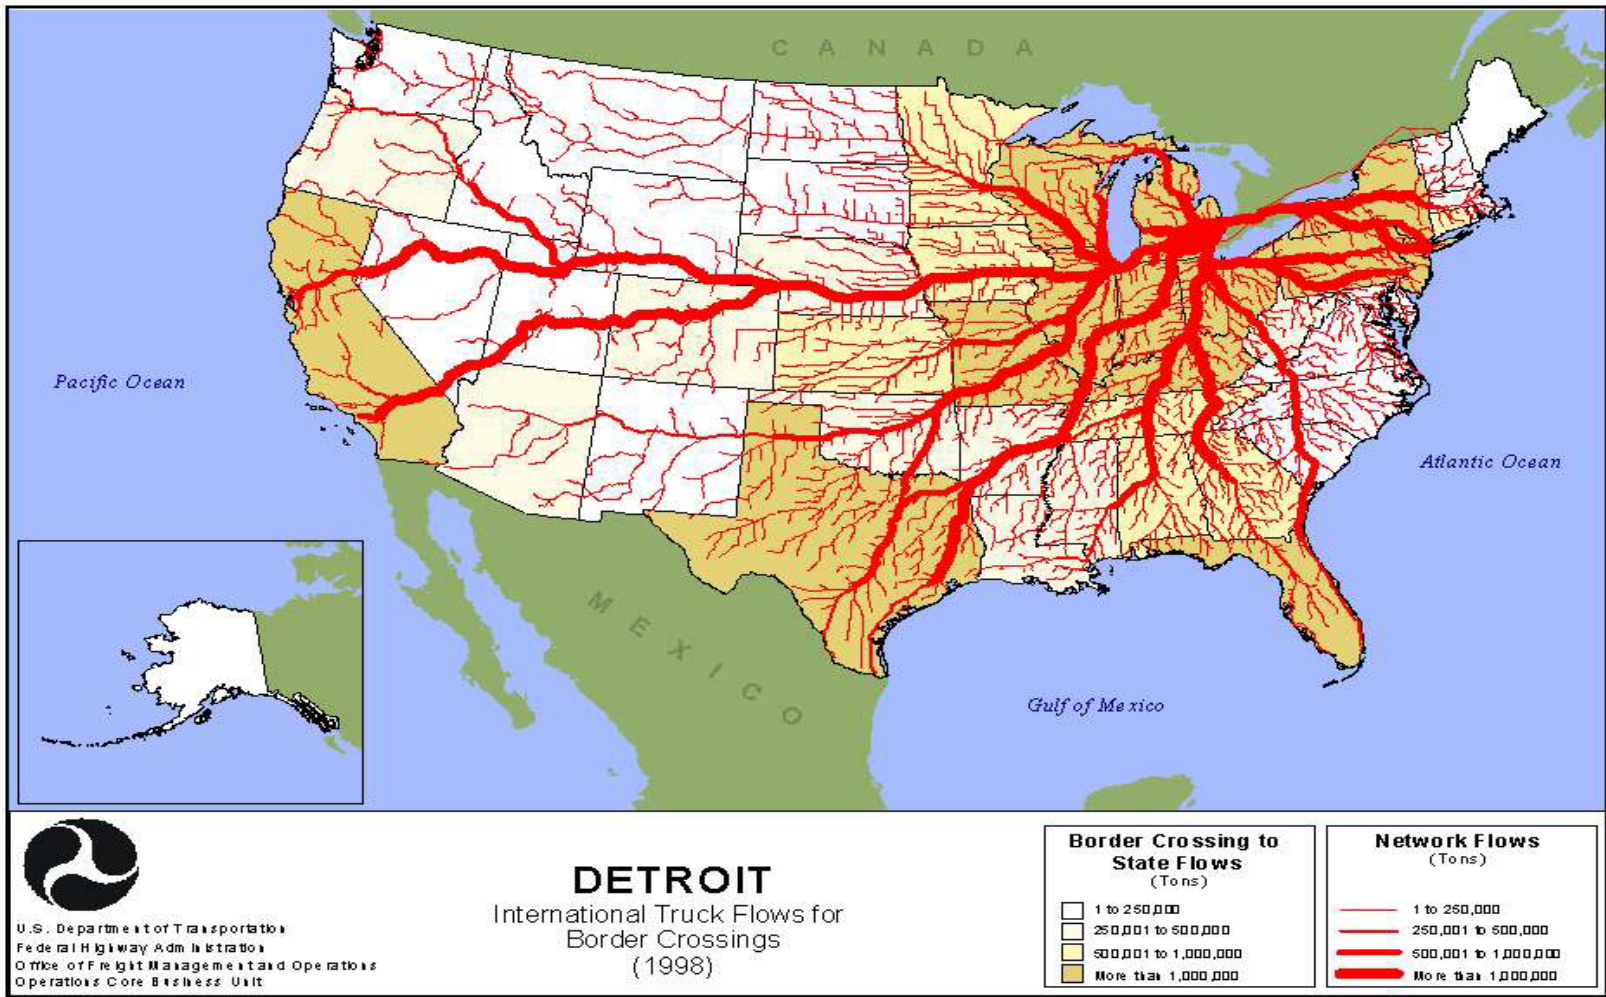 C A N A D A
Pacific Ocean
Atlantic Ocean
M E X I C O
Gulf of Mexico
U.S. Department of Transportation
Federal Highway Administration
Office of Freight Management and Operations
Operations Core Business Unit
DETROIT
International Truck Flows for
Border Crossings
(1998)
Border Crossing to
State Flows
(Tons)
1 to 250,000
250,001 to 500,000
500,001 to 1,000,000
More than 1,000,000
Network Flows
(Tons)
1 to 250,000
250,001 to 500,000
500,001 to 1,000,000
More than 1,000,000